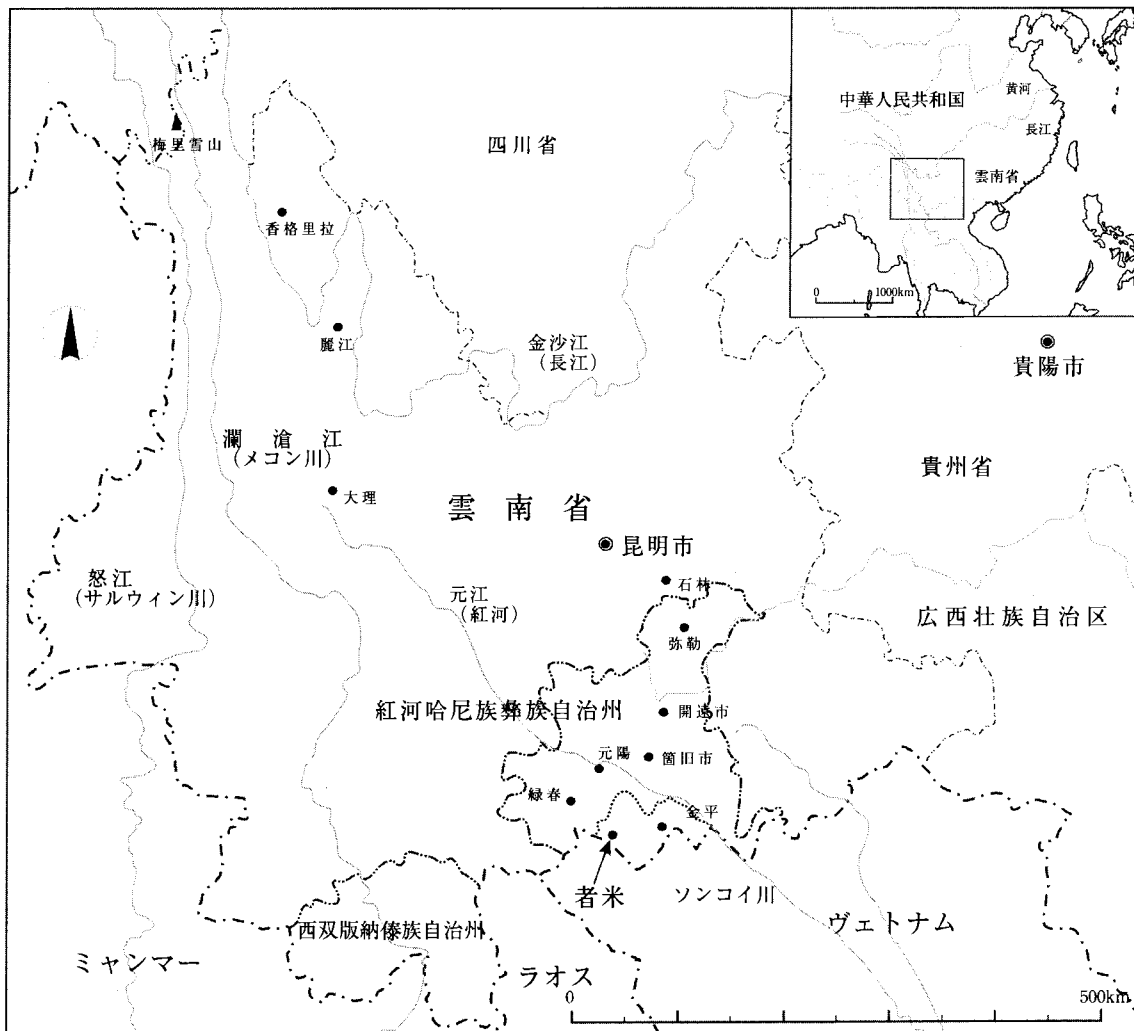 中華人民共和国
黄河
長江
雲南省
0
1000km
梅里雪山
四川省
香格里拉
麗江
金沙江
(長江)
貴陽市
瀾滄江
(メコン川)
大理
雲南省
貴州省
昆明市
怒江
(サルウィン川)
元江
(紅河)
石林
弥勒
広西壮族自治区
紅河哈尼族彝族自治州
開遠市
元陽
箇旧市
緑春
金平
者米
ソンコイ川
ヴェトナム
西双版納傣族自治州
ミャンマー
ラオス
0
500km